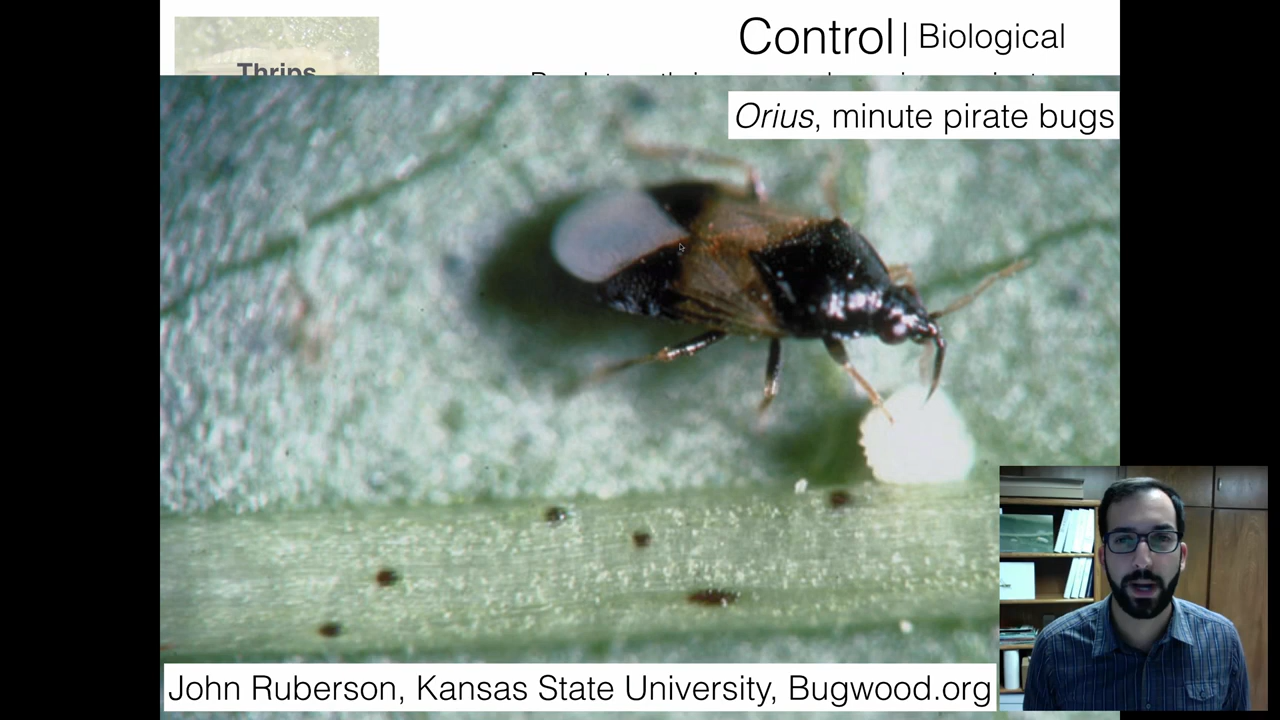 Control | Biological
Thrips
Orius, minute pirate bugs
John Ruberson, Kansas State University, Bugwood.org